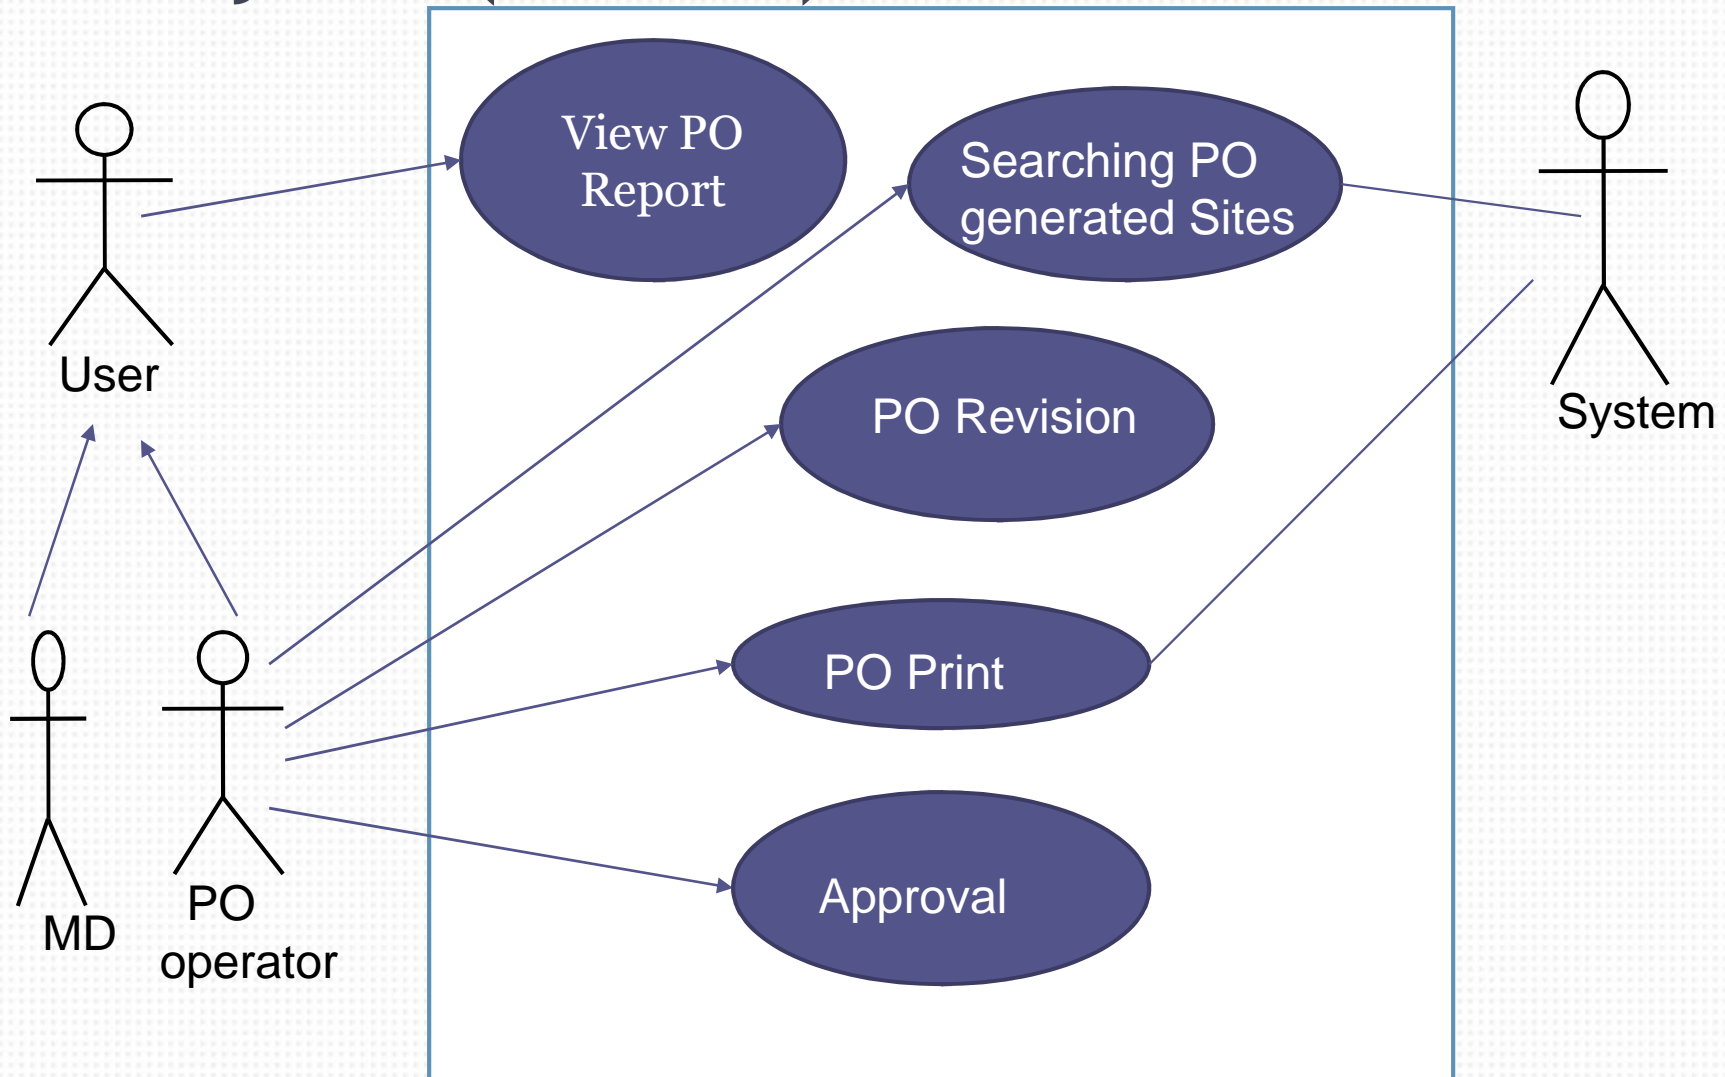 View PO
Report
Searching PO
generated Sites
User
PO Revision
System
PO Print
Approval
PO
operator
MD